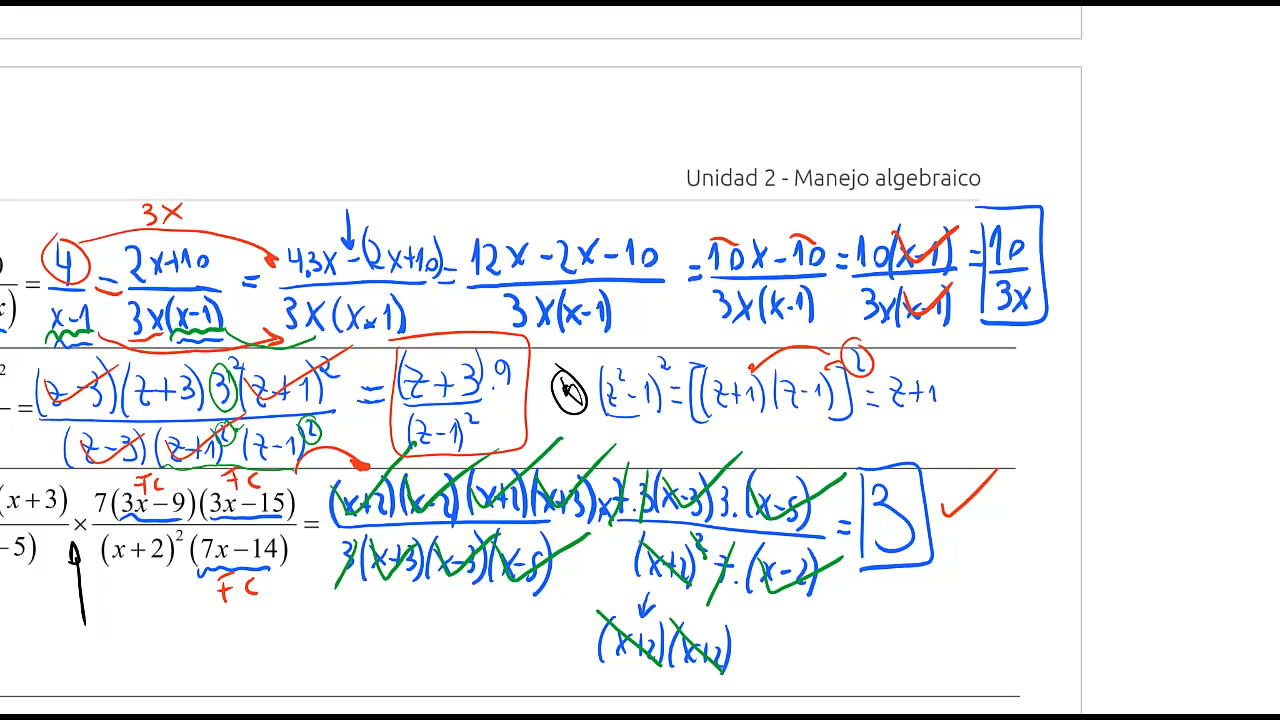 Unidad 2 - Manejo algebraico
3x
= 4/(x-1) = (2x+10)/(3x(x-1)) = (4.3x - (2x+10))/(3x(x-1)) = (12x - 2x - 10)/(3x(x-1)) = (10x - 10)/(3x(x-1)) = 10(x-1)/(3x(x-1)) = 10/(3x)
= (z-3)(z+3) 3²(z+1)²/((z-3)(z+1)²(z-1)²) = (z+3).9/(z-1)² (z²-1)² = [(z+1)(z-1)]² = z+1
FC FC
(x+3)/-5) × 7(3x-9)(3x-15)/((x+2)²(7x-14)) = (x+2)(x-2)(x+2)(x+3)/(3(x+3)(x-3)(x-5)) × 7.3(x-3)3.(x-5)/((x+2)² 7.(x-2)) = 3
FC
(x+2)(x+2)